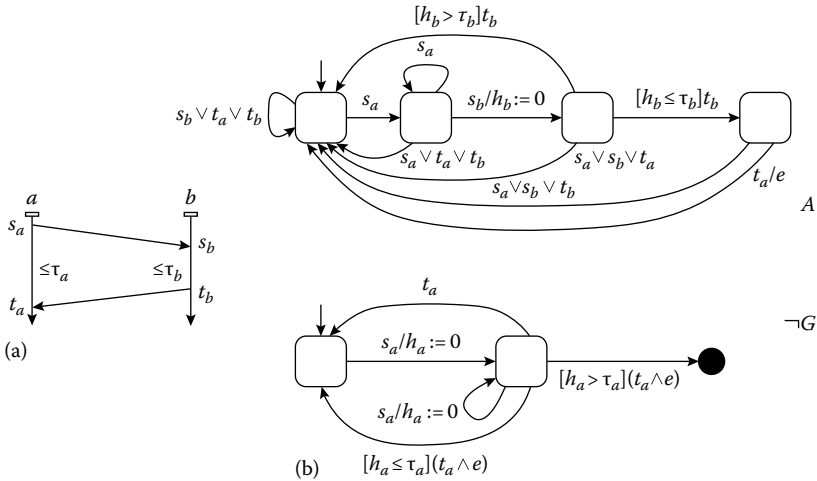 [h_b > τ_b]t_b
s_a
s_b ∨ t_a ∨ t_b
s_a
s_b/h_b := 0
[h_b ≤ τ_b]t_b
s_a ∨ t_a ∨ t_b
s_a ∨ s_b ∨ t_a
s_a ∨ s_b ∨ t_b
t_a/e
A
a
b
s_a
s_b
≤τ_a
≤τ_b
t_a
t_b
(a)
t_a
¬G
s_a/h_a := 0
[h_a > τ_a](t_a ∧ e)
s_a/h_a := 0
(b)
[h_a ≤ τ_a](t_a ∧ e)